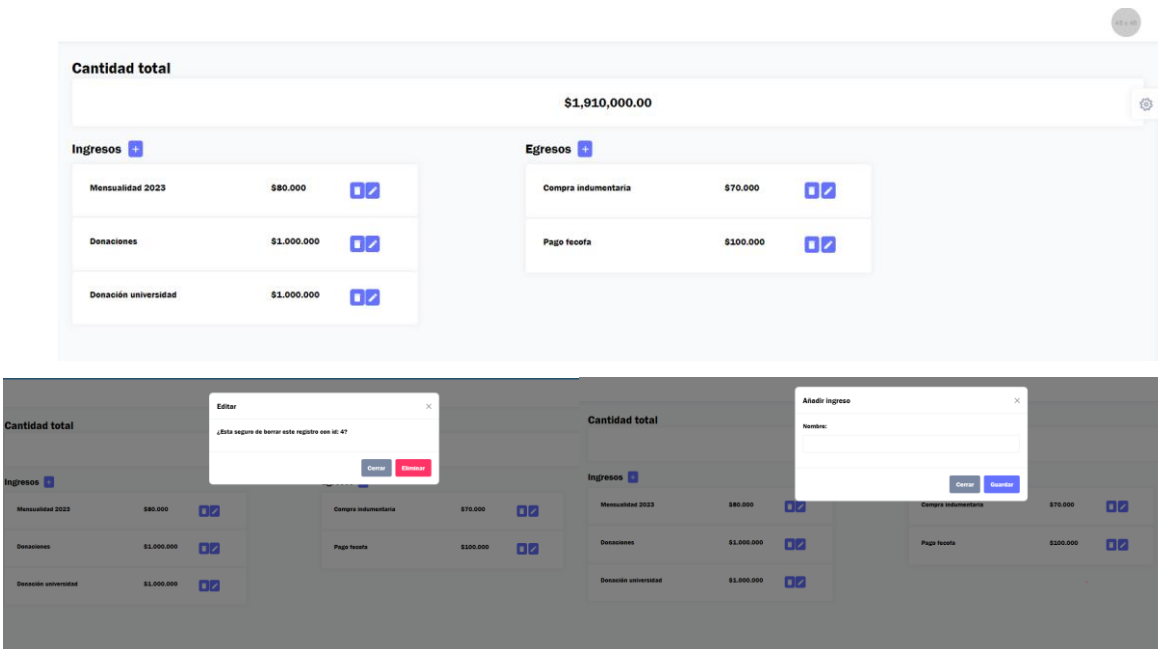 45 x 45
Cantidad total
$1,910,000.00
Ingresos +
Egresos +
Mensualidad 2023 $80.000
Compra indumentaria $70.000
Donaciones $1.000.000
Pago fecofa $100.000
Donación universidad $1.000.000
Editar ×
¿Esta seguro de borrar este registro con id: 4?
Cerrar Eliminar
Cantidad total
Ingresos +
Mensualidad 2023 $80.000
Compra indumentaria $70.000
Donaciones $1.000.000
Pago fecofa $100.000
Donación universidad $1.000.000
Añadir ingreso ×
Nombre:
Cerrar Guardar
Cantidad total
Ingresos +
Mensualidad 2023 $80.000
Compra indumentaria $70.000
Donaciones $1.000.000
Pago fecofa $100.000
Donación universidad $1.000.000